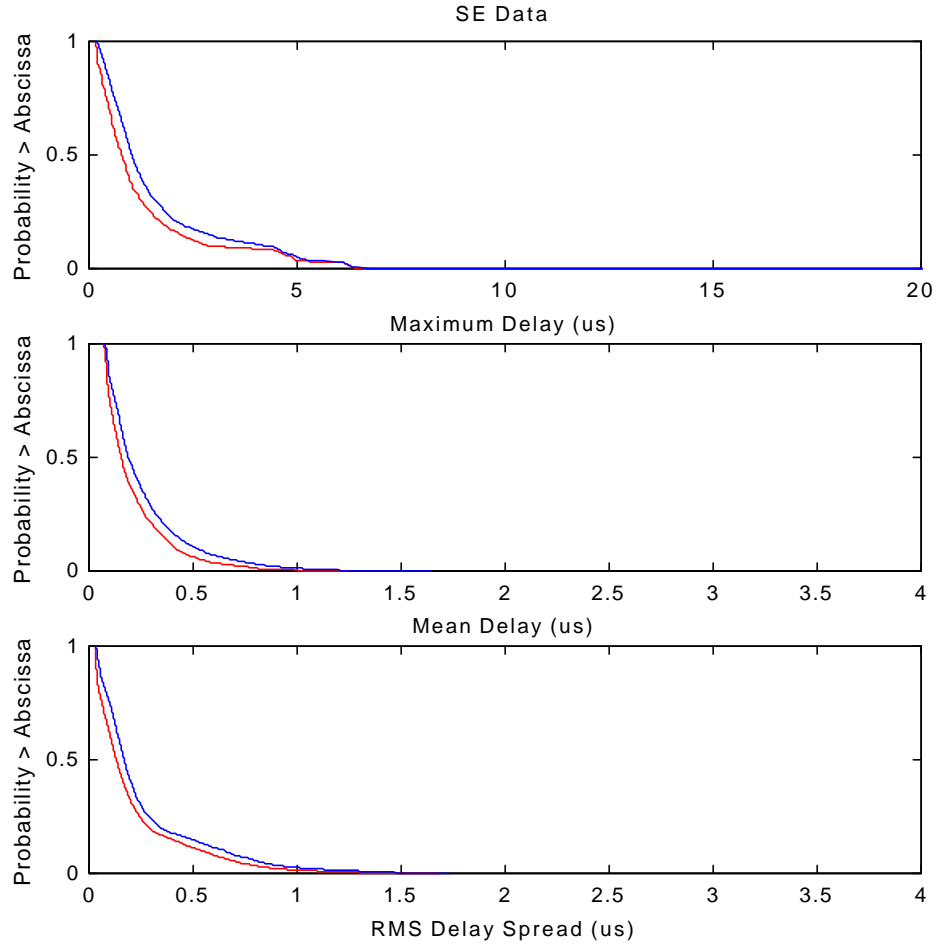 SE Data
Probability > Abscissa
1
0.5
0
0 5 10 15 20
Maximum Delay (us)
Probability > Abscissa
1
0.5
0
0 0.5 1 1.5 2 2.5 3 3.5 4
Mean Delay (us)
Probability > Abscissa
1
0.5
0
0 0.5 1 1.5 2 2.5 3 3.5 4
RMS Delay Spread (us)